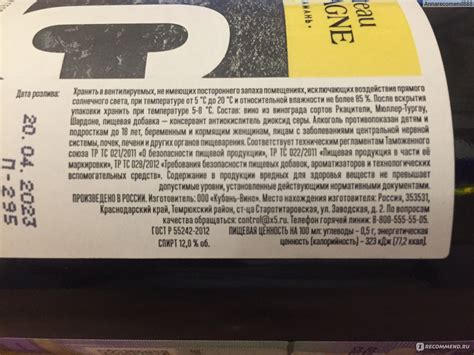 Annarecomend888
teau
AGNE
Дата розлива:
20.04.2023
П-295
Хранить в вентилируемых, не имеющих постороннего запаха помещениях, исключающих воздействия прямого
солнечного света, при температуре от 5 °С до 20 °С и относительной влажности не более 85 %. После вскрытия
упаковки хранить при температуре 5-8 °С. Состав: вино из винограда сортов Ркацители, Мюллер-Тургау,
Шардоне, пищевая добавка – консервант антиокислитель диоксид серы. Алкоголь противопоказан детям и
подросткам до 18 лет, беременным и кормящим женщинам, лицам с заболеваниями центральной нервной
системы, почек, печени и других органов пищеварения. Соответствует техническим регламентам Таможенного
союза ТР ТС 021/2011 «О безопасности пищевой продукции», ТР ТС 022/2011 «Пищевая продукция в части её
маркировки», ТР ТС 029/2012 «Требования безопасности пищевых добавок, ароматизаторов и технологических
вспомогательных средств». Содержание в продукции вредных для здоровья веществ не превышает
допустимые уровни, установленные действующими нормативными документами.
ПРОИЗВЕДЕНО В РОССИИ. Изготовитель: ООО «Кубань-Вино». Место нахождения изготовителя: Россия, 353531,
Краснодарский край, Темрюкский район, ст-ца Старотитаровская, ул. Заводская, д. 2. По вопросам
качества обращаться: control@x5.ru. Телефон Горячей линии: 8-800-555-55-05.
ГОСТ Р 55242-2012
ПИЩЕВАЯ ЦЕННОСТЬ НА 100 МЛ: углеводы - 0,5 г, энергетическая
ценность (калорийность) - 323 кДж (77,2 ккал).
СПИРТ 12,0 % об.
RECOMMEND.RU